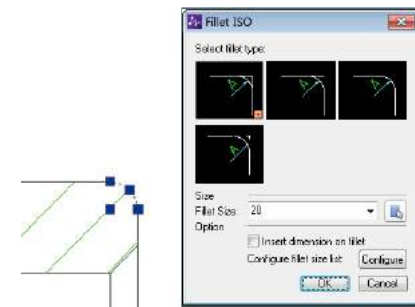 Fillet ISO
Select fillet type:
Size
Fillet Size: 20
Option
Insert dimension on fillet
Configure fillet size list: Configure
OK Cancel